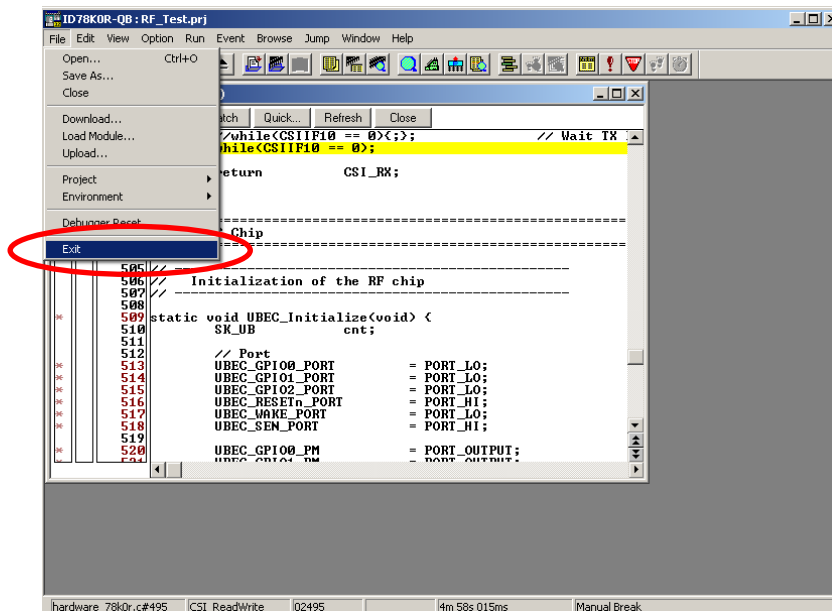 ID78K0R-QB : RF_Test.prj
File Edit View Option Run Event Browse Jump Window Help
Open... Ctrl+O
Save As...
Close
Download...
Load Module...
Upload...
Project
Environment
Debugger Reset
Exit
Quick... Refresh Close
//while(CSIIF10 == 0){;}; // Wait TX
while(CSIIF10 == 0);
return CSI_RX;
Chip
505 // ------------------------------------------------
506 // Initialization of the RF chip
507 // ------------------------------------------------
508
509 static void UBEC_Initialize(void) {
510 SK_UB cnt;
511
512 // Port
513 UBEC_GPIO0_PORT = PORT_LO;
514 UBEC_GPIO1_PORT = PORT_LO;
515 UBEC_GPIO2_PORT = PORT_LO;
516 UBEC_RESETn_PORT = PORT_HI;
517 UBEC_WAKE_PORT = PORT_LO;
518 UBEC_SEN_PORT = PORT_HI;
519
520 UBEC_GPIO0_PM = PORT_OUTPUT;
521 UBEC_GPIO1_PM = PORT_OUTPUT;
hardware_78k0r.c#495 CSI_ReadWrite 02495 4m 58s 015ms Manual Break